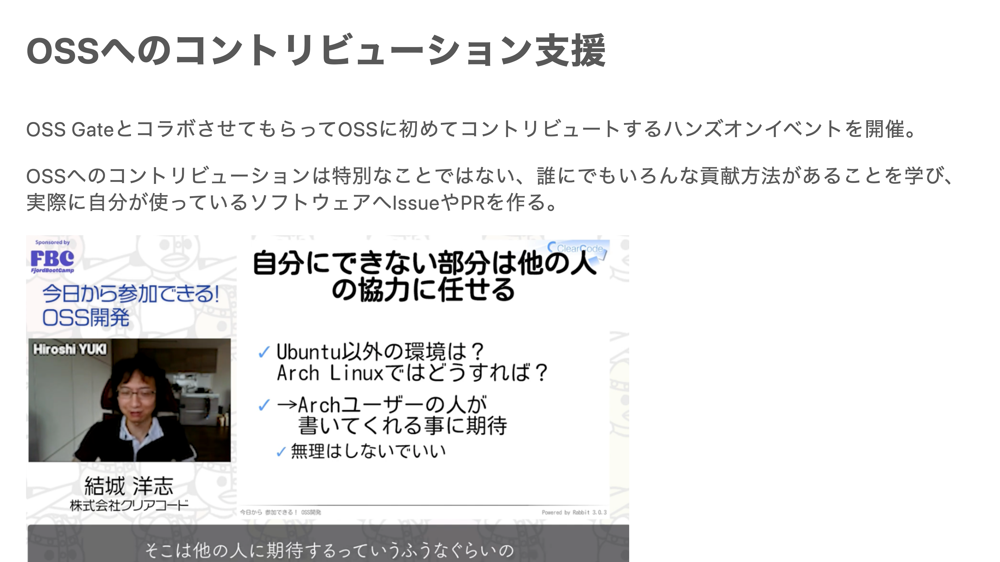 OSSへのコントリビューション支援
OSS GateとコラボさせてもらってOSSに初めてコントリビュートするハンズオンイベントを開催。
OSSへのコントリビューションは特別なことではない、誰にでもいろんな貢献方法があることを学び、
実際に自分が使っているソフトウェアへIssueやPRを作る。
Sponsored by
FBC
FjordBootCamp
今日から参加できる!
OSS開発
Hiroshi YUKI
結城 洋志
株式会社クリアコード
ClearCode
自分にできない部分は他の人
の協力に任せる
✓ Ubuntu以外の環境は？
Arch Linuxではどうすれば？
✓ →Archユーザーの人が
書いてくれる事に期待
✓ 無理はしないでいい
今日から 参加できる！ OSS開発
Powered by Rabbit 3.0.3
そこは他の人に期待するっていうふうなぐらいの